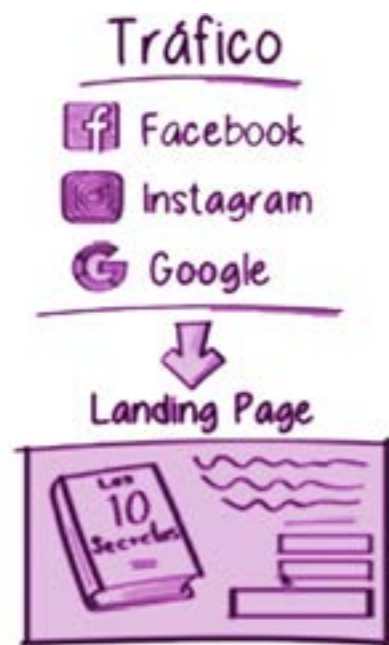 Tráfico
Facebook
Instagram
Google
Landing Page
Los
10
Secretos